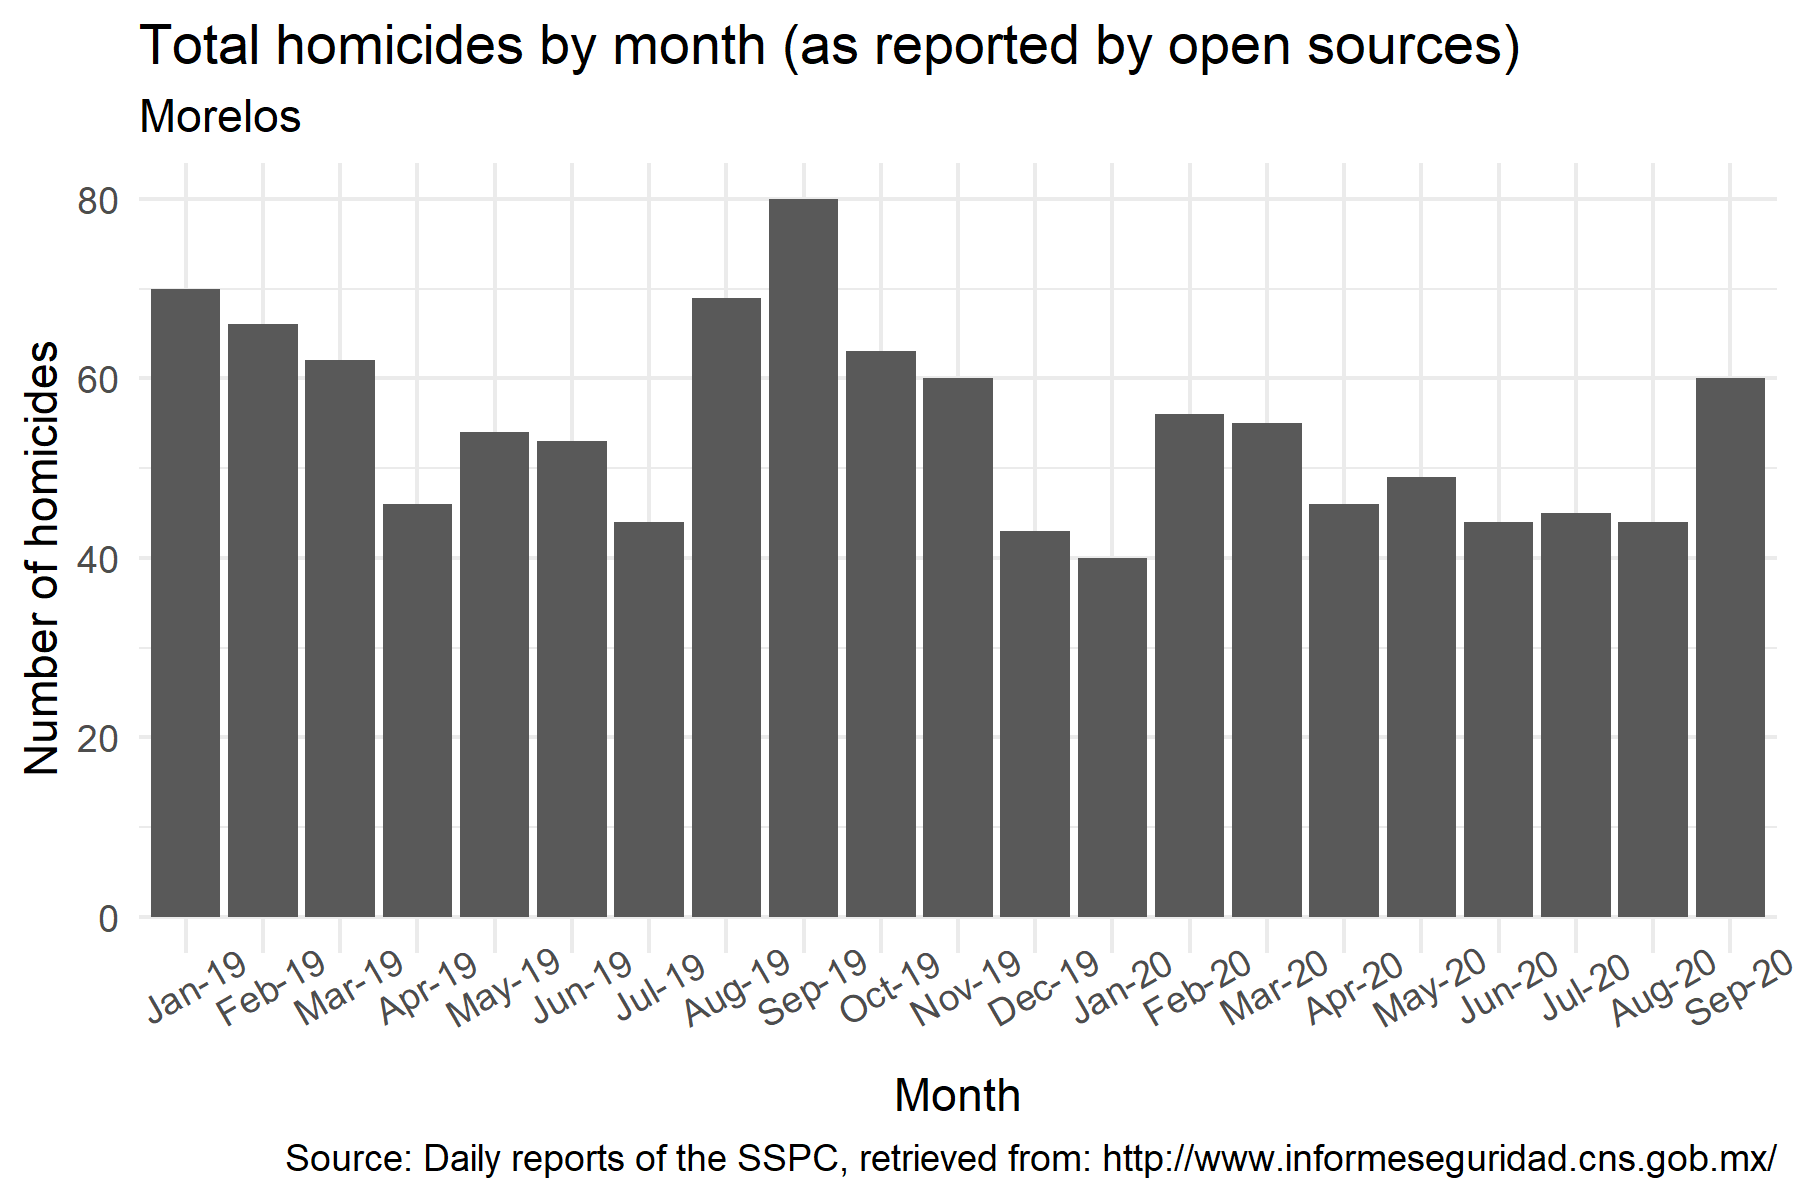 Total homicides by month (as reported by open sources)
Morelos
80
60
40
20
0
Number of homicides
Jan-19
Feb-19
Mar-19
Apr-19
May-19
Jun-19
Jul-19
Aug-19
Sep-19
Oct-19
Nov-19
Dec-19
Jan-20
Feb-20
Mar-20
Apr-20
May-20
Jun-20
Jul-20
Aug-20
Sep-20
Month
Source: Daily reports of the SSPC, retrieved from: http://www.informeseguridad.cns.gob.mx/